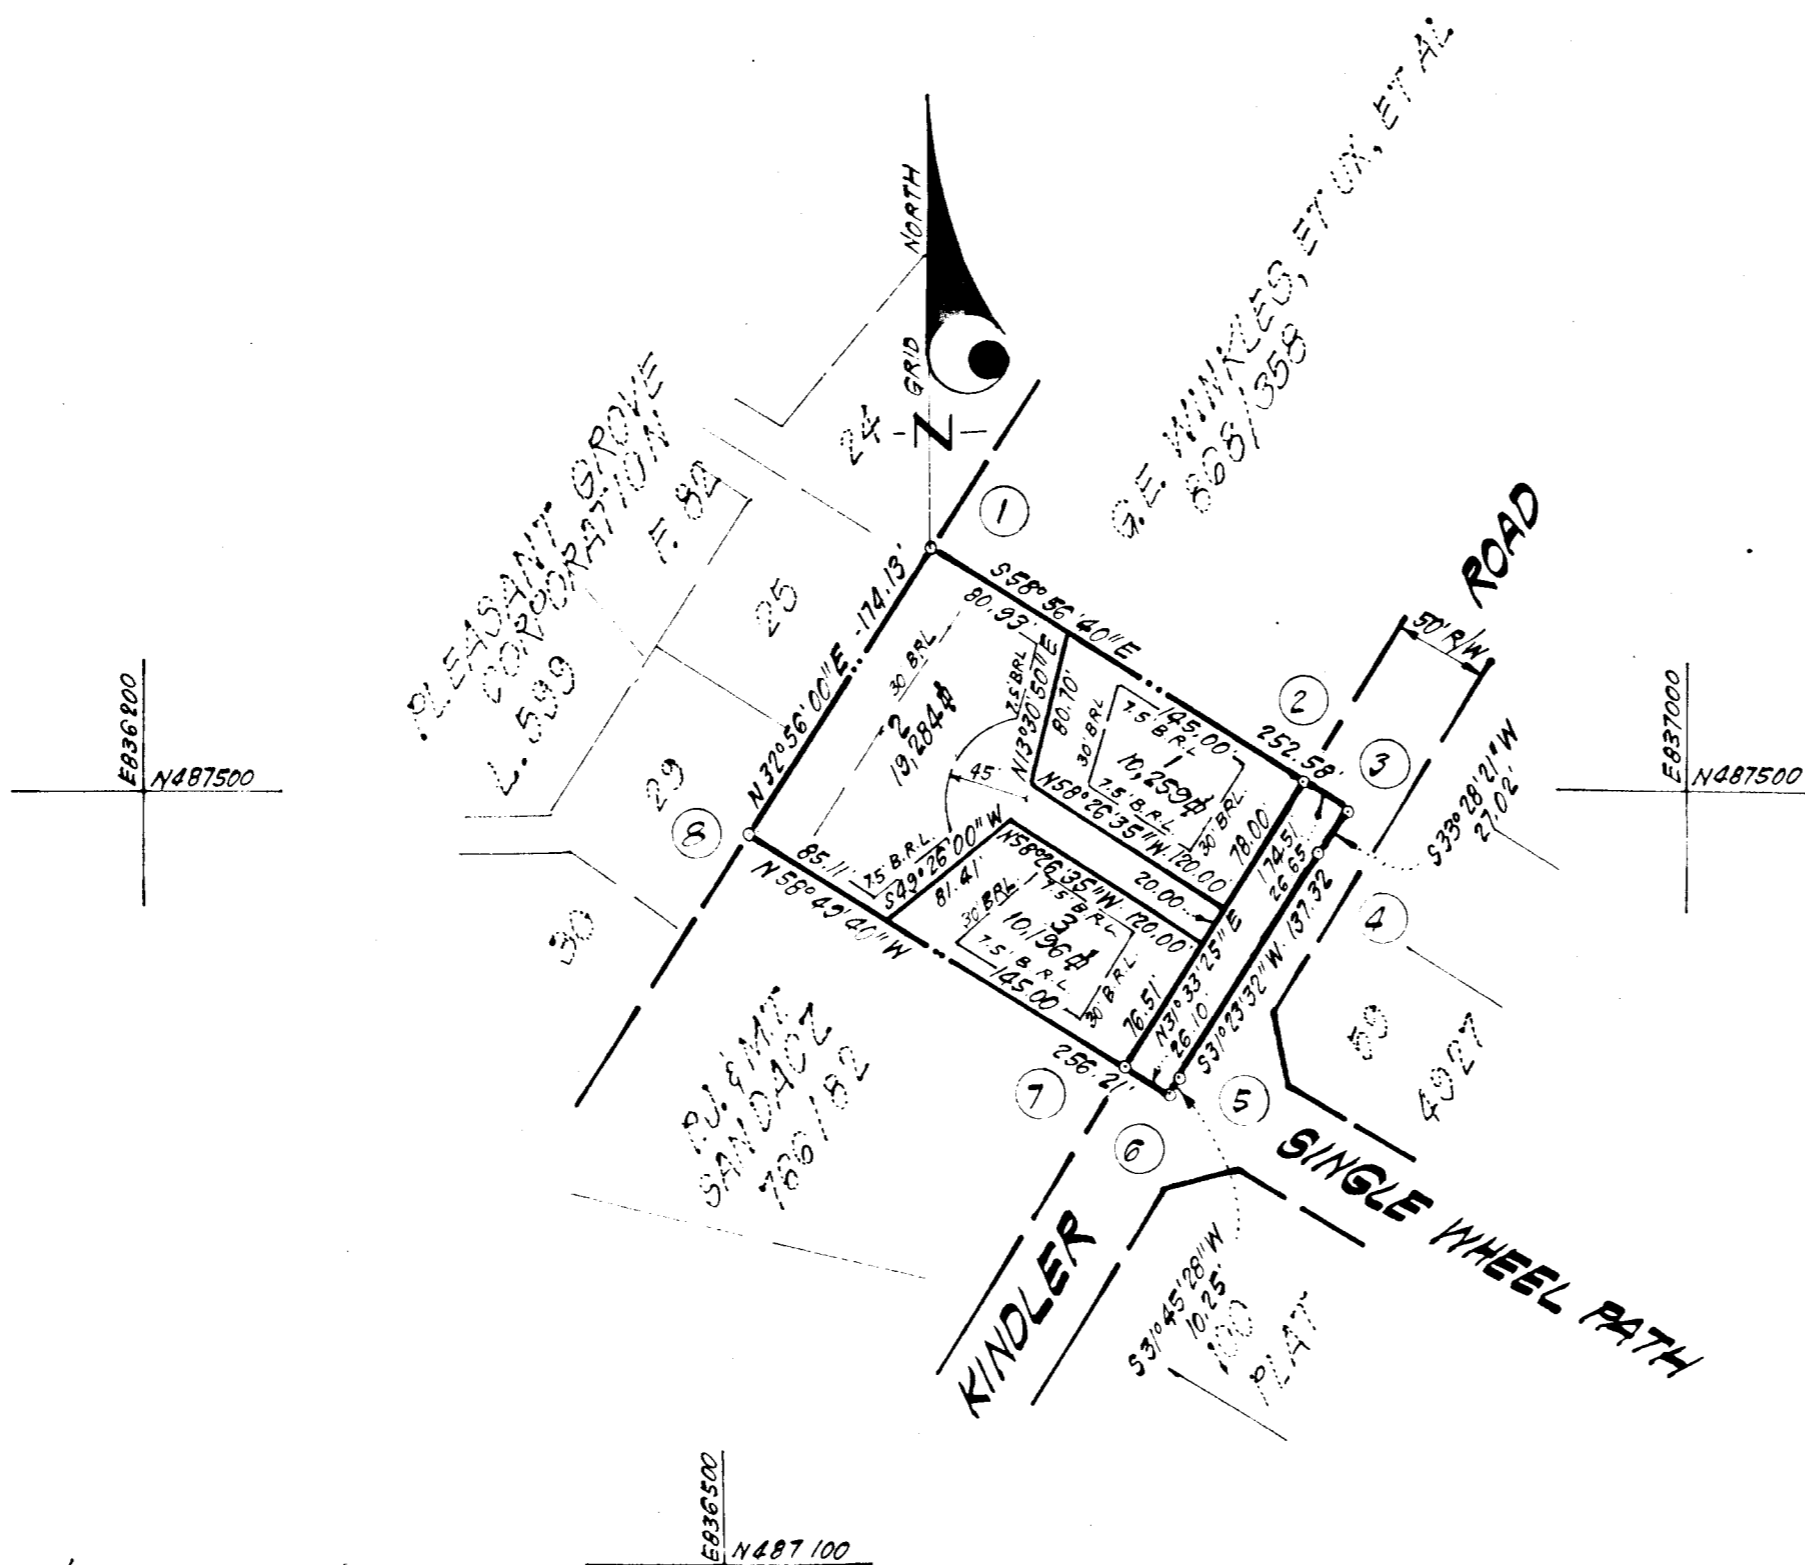 GRID NORTH
N
G.E. WINKLES, ET UX, ET AL
668/358
PLEASANT GROVE
CORPORATION
L. 599 F. 82
24
25
29
30
1
2
3
4
5
6
7
8
ROAD
50' R/W
E836200
N487500
E837000
N487500
N32°56'00"E -174.13'
S58°56'40"E
252.58'
80.93'
145.00'
30' BRL
2
19,284⌷
7.5' BRL
N13°30'50"E
80.70'
45'
7.5' B.R.L.
30' BRL
1
10,259⌷
7.5' B.R.L.
30' BRL
N58°26'35"W 120.00'
78.00'
20.00
174.51'
26.65
S33°28'21"W
27.02'
85.11'
7.5' B.R.L.
S49°26'00"W
81.41'
N58°26'35"W 120.00'
7.5' B.R.L.
30' BRL
3
10,196⌷
7.5' B.R.L.
30' B.R.L.
145.00
N58°49'40"W
256.21'
76.51'
N31°33'25"E
26.10'
S31°23'32"W 137.32
S31°45'28"W
10.25'
P.J. & M.T.
SANDACZ
786/182
59
4927
100
PLAT
KINDLER
SINGLE WHEEL PATH
E836500
N487100